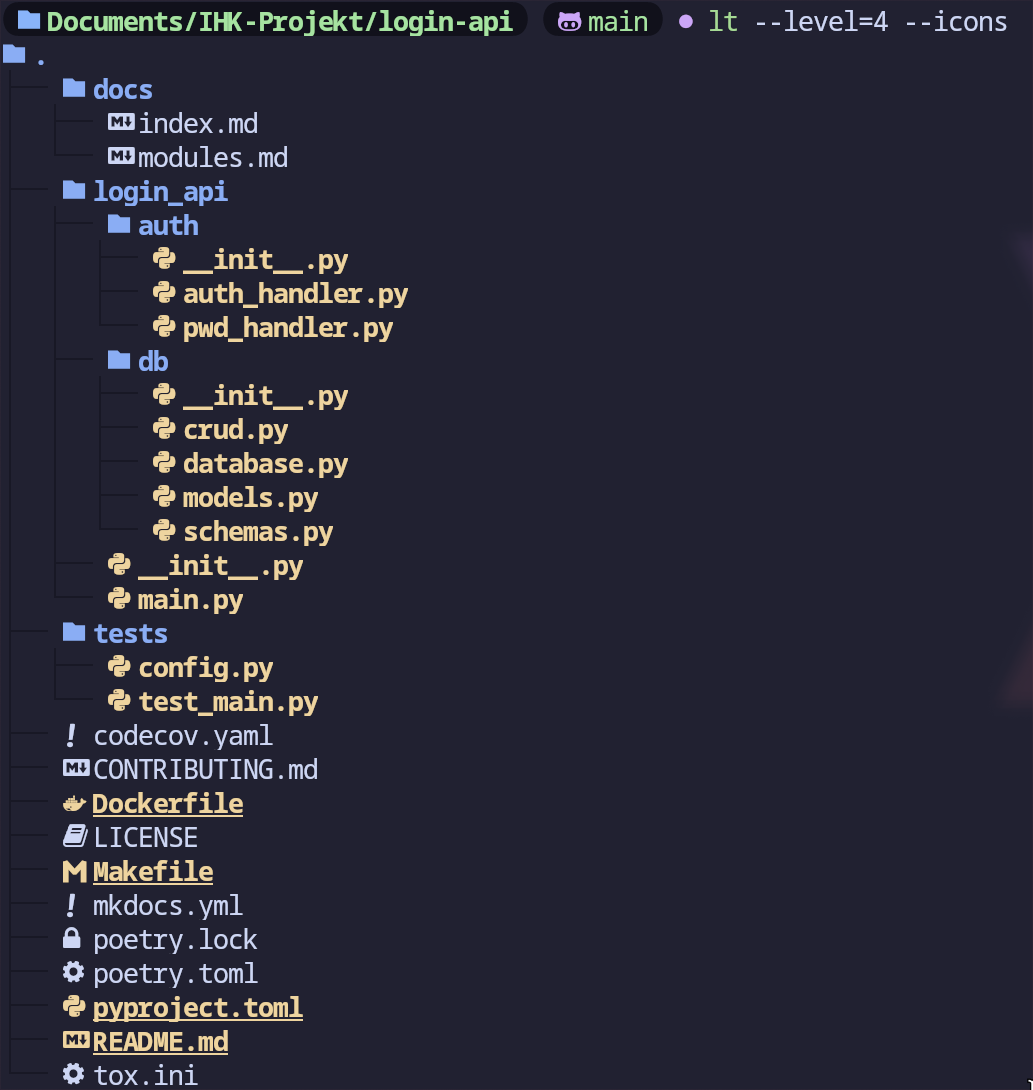 Documents/IHK-Projekt/login-api main lt --level=4 --icons
.
docs
index.md
modules.md
login_api
auth
__init__.py
auth_handler.py
pwd_handler.py
db
__init__.py
crud.py
database.py
models.py
schemas.py
__init__.py
main.py
tests
config.py
test_main.py
codecov.yaml
CONTRIBUTING.md
Dockerfile
LICENSE
Makefile
mkdocs.yml
poetry.lock
poetry.toml
pyproject.toml
README.md
tox.ini